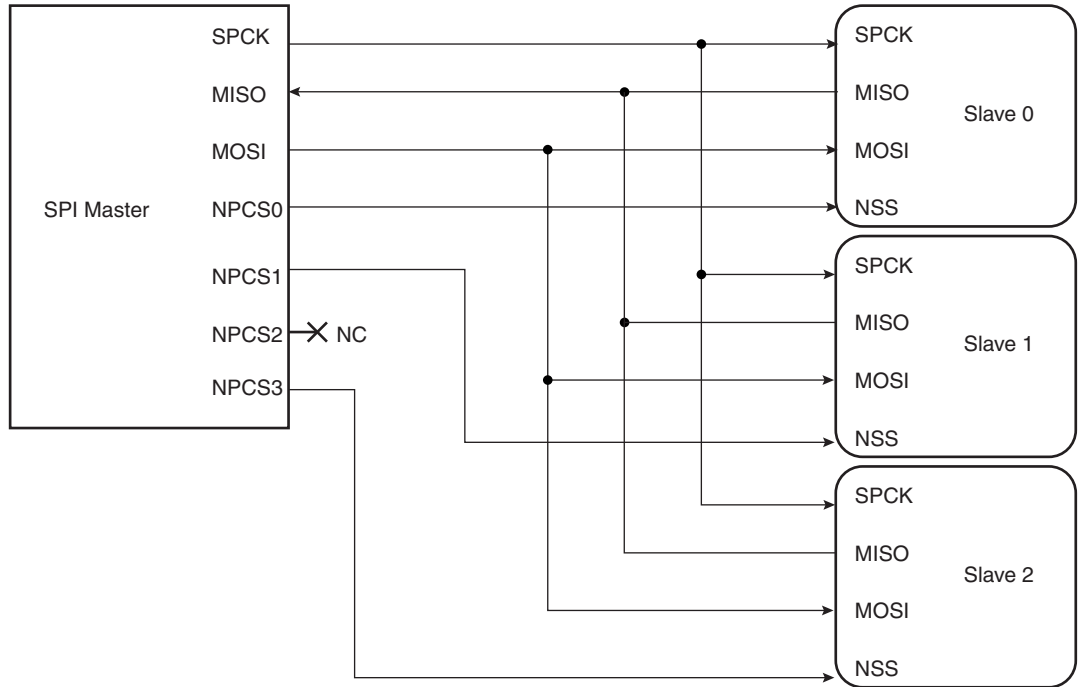 SPI Master
SPCK
MISO
MOSI
NPCS0
NPCS1
NPCS2
NC
NPCS3
SPCK
MISO
Slave 0
MOSI
NSS
SPCK
MISO
Slave 1
MOSI
NSS
SPCK
MISO
Slave 2
MOSI
NSS